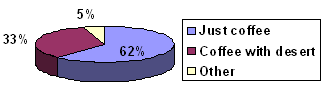 5%
33%
62%
Just coffee
Coffee with desert
Other